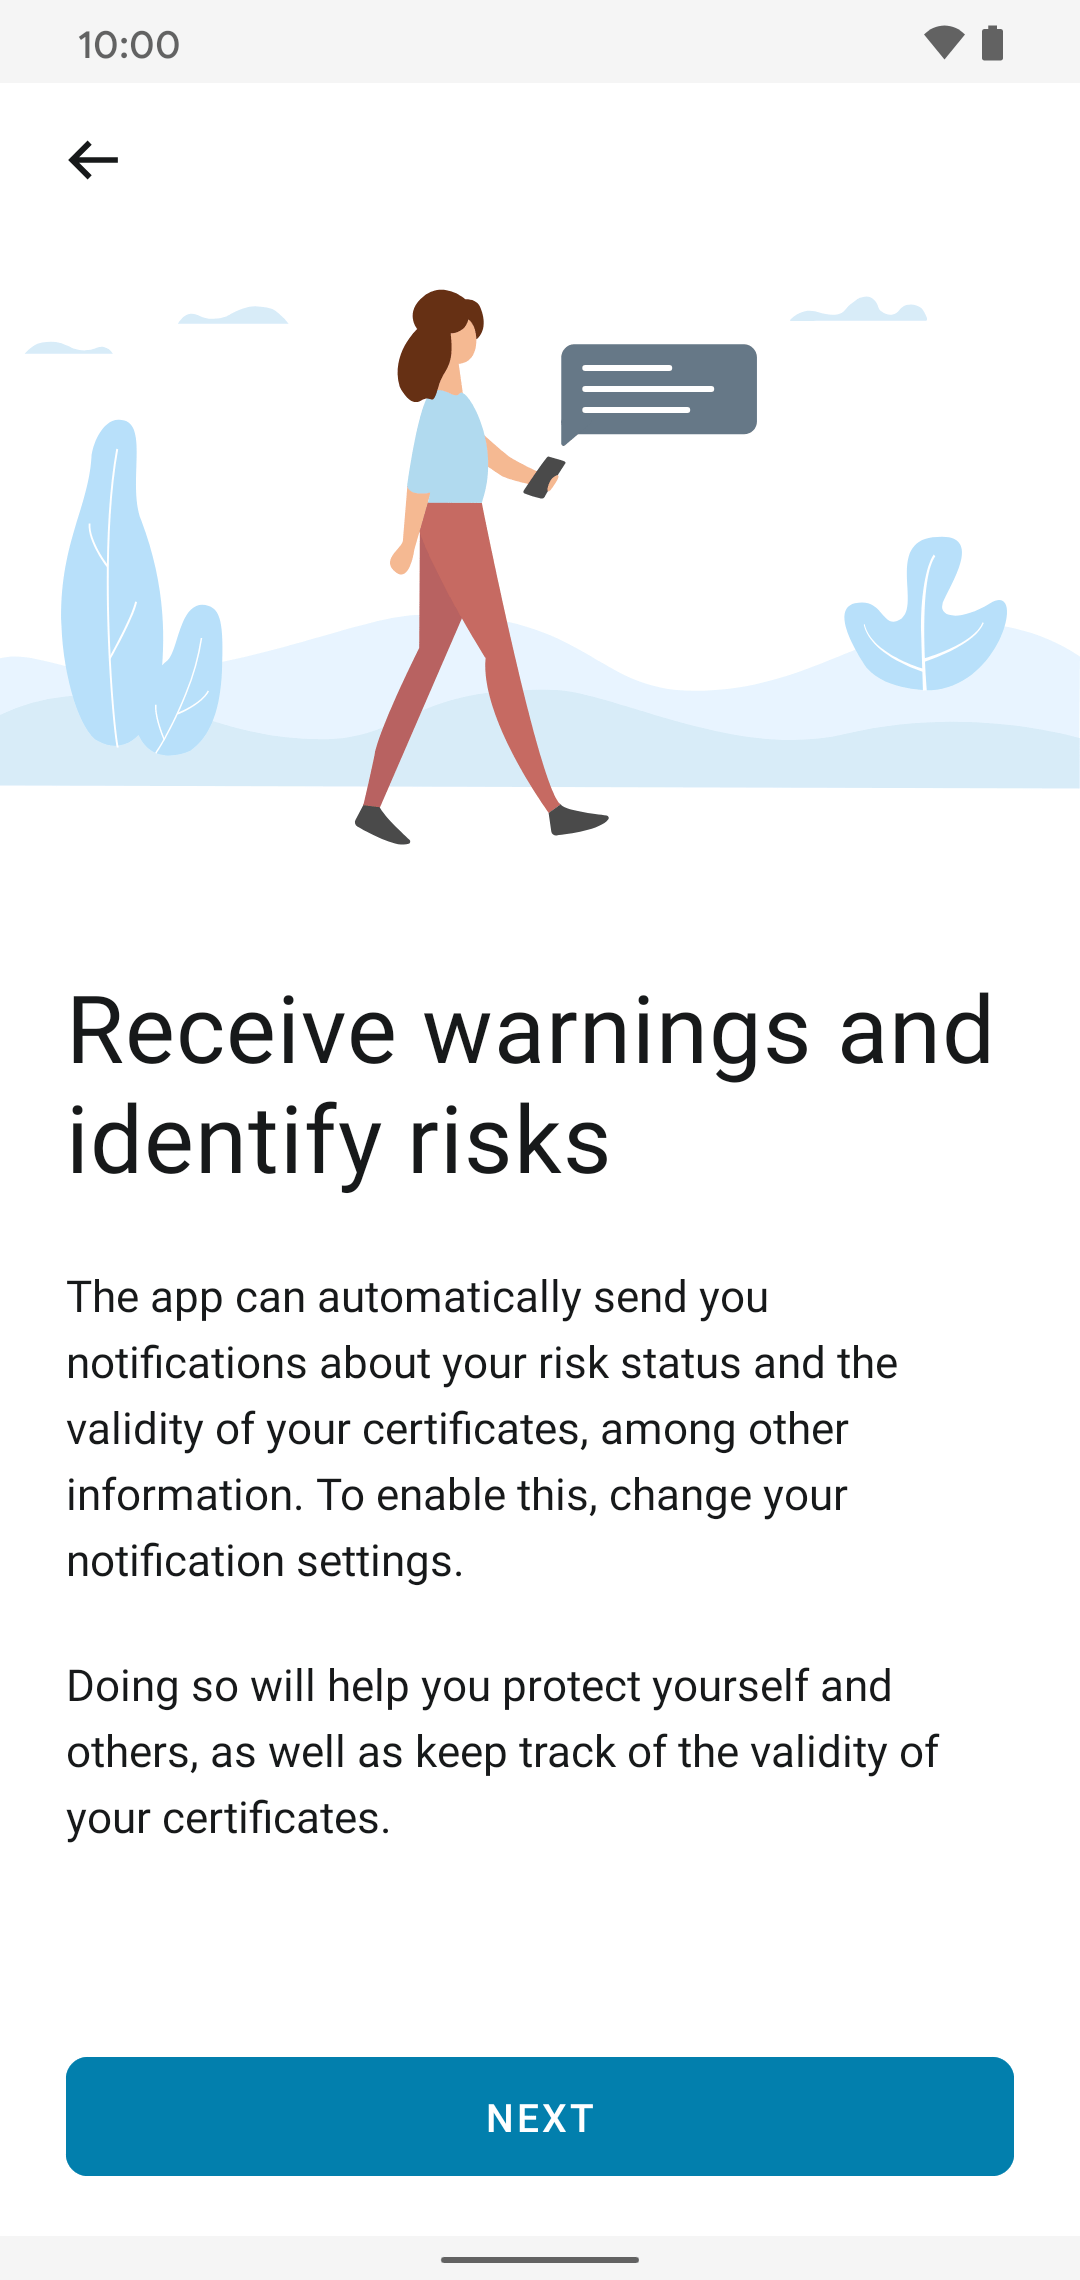 10:00
Receive warnings and
identify risks
The app can automatically send you
notifications about your risk status and the
validity of your certificates, among other
information. To enable this, change your
notification settings.
Doing so will help you protect yourself and
others, as well as keep track of the validity of
your certificates.
NEXT